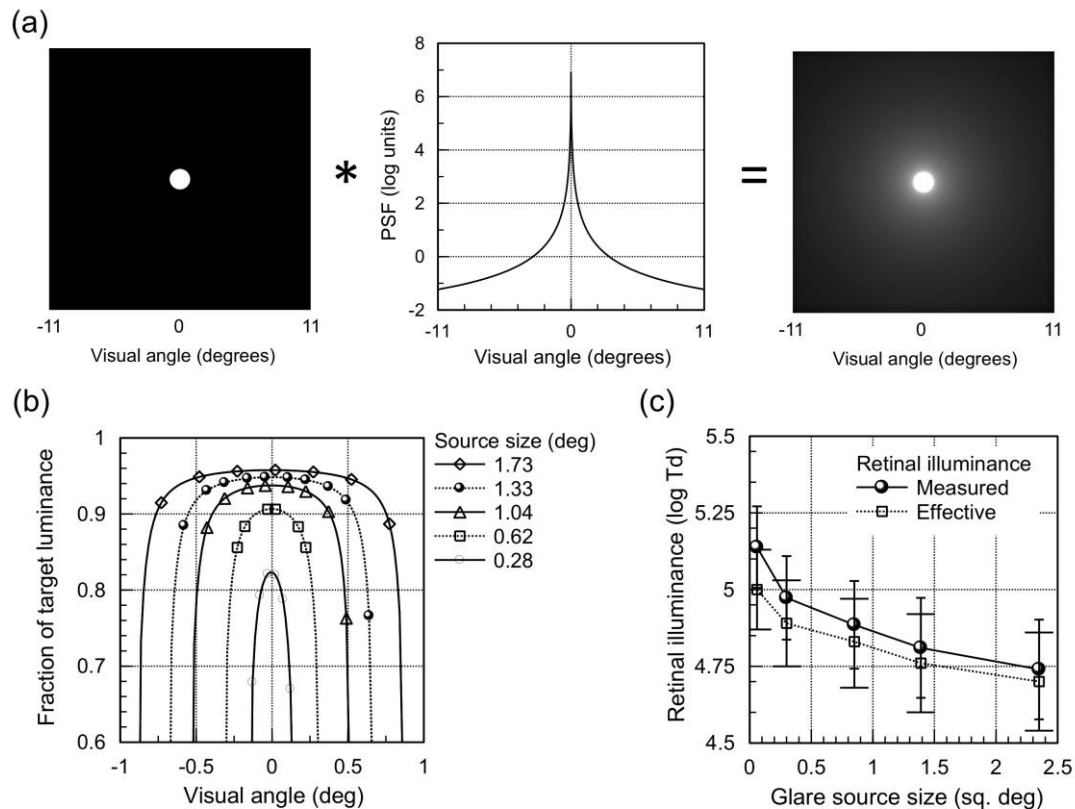 (a)
PSF (log units)
8
6
4
2
0
-2
*
=
-11 0 11
Visual angle (degrees)
-11 0 11
Visual angle (degrees)
-11 0 11
Visual angle (degrees)
(b)
Fraction of target luminance
1
0.9
0.8
0.7
0.6
-1 -0.5 0 0.5 1
Visual angle (deg)
Source size (deg)
1.73
1.33
1.04
0.62
0.28
(c)
Retinal illuminance (log Td)
5.5
5.25
5
4.75
4.5
0 0.5 1 1.5 2 2.5
Glare source size (sq. deg)
Retinal illuminance
Measured
Effective